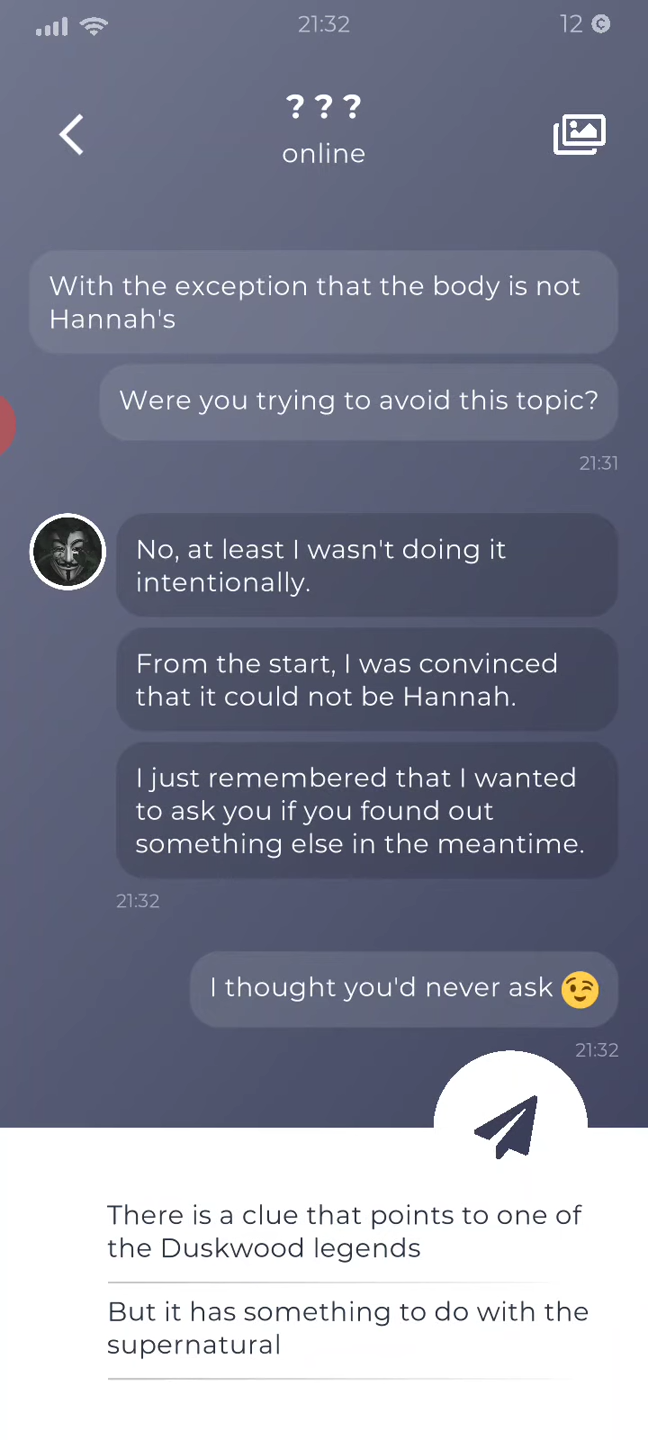 21:32
12
? ? ?
online
With the exception that the body is not
Hannah's
Were you trying to avoid this topic?
21:31
No, at least I wasn't doing it
intentionally.
From the start, I was convinced
that it could not be Hannah.
I just remembered that I wanted
to ask you if you found out
something else in the meantime.
21:32
I thought you'd never ask 😉
21:32
There is a clue that points to one of
the Duskwood legends
But it has something to do with the
supernatural